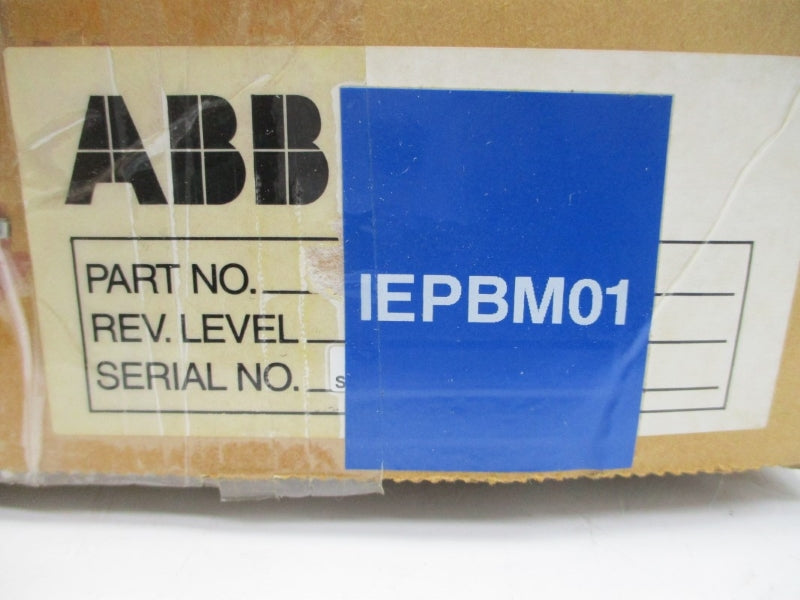 ABB
PART NO.
IEPBM01
REV. LEVEL
SERIAL NO. S